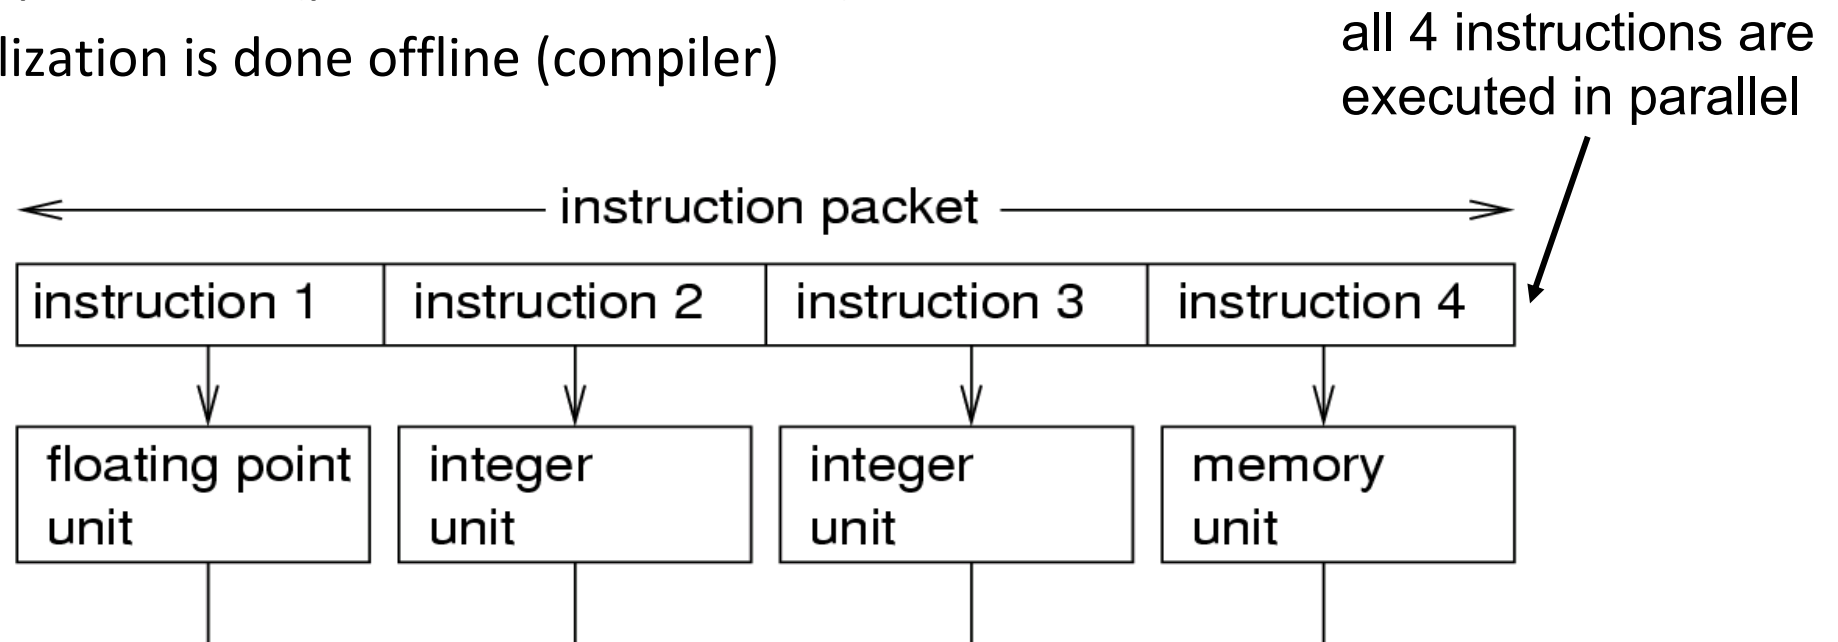 lization is done offline (compiler)
all 4 instructions are
executed in parallel
instruction packet
instruction 1 instruction 2 instruction 3 instruction 4
floating point integer integer memory
unit unit unit unit